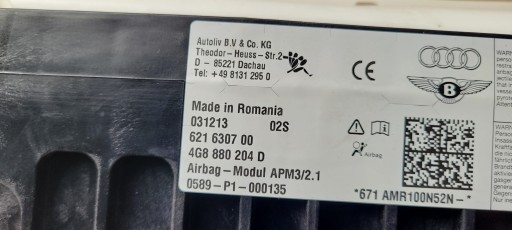 Autoliv B.V & Co. KG
Theodor-Heuss-Str.2
D - 85221 Dachau
Tel: +49 8131 295 0
Made in Romania
031213 02S
621 6307 00
4G8 880 204 D
Airbag-Modul APM3/2.1
0589-P1-000135
CE
B
Airbag
*671 AMR100N52N-*